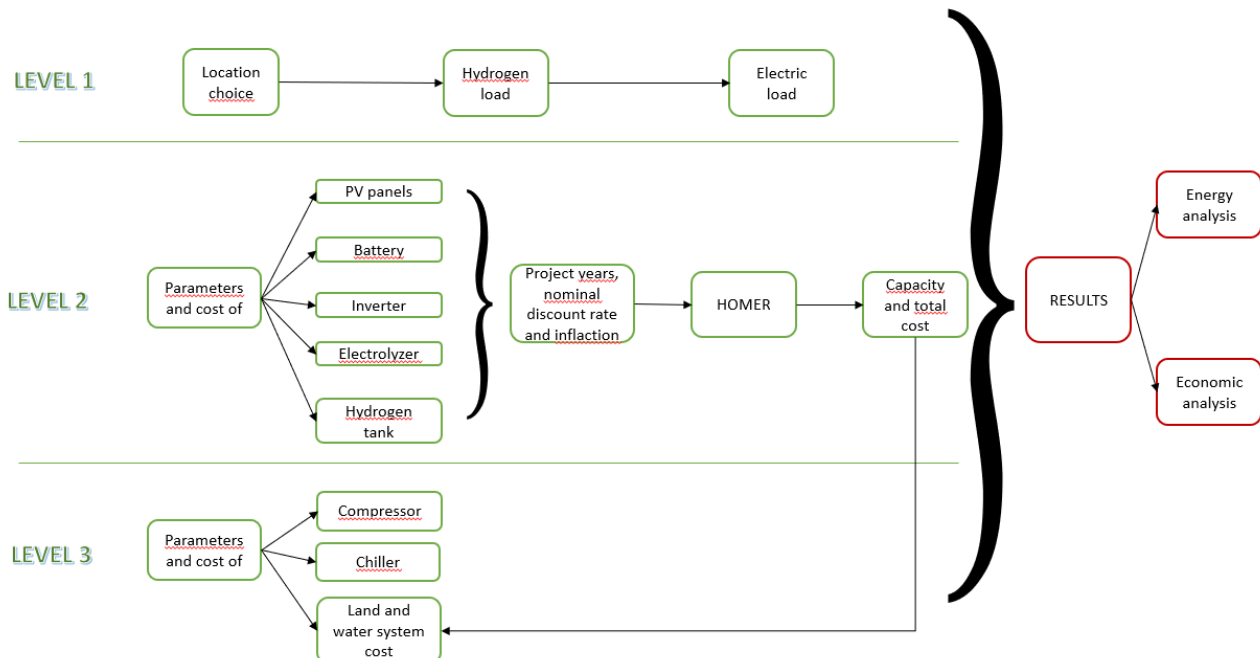 LEVEL 1
Location
choice
Hydrogen
load
Electric
load
LEVEL 2
Parameters
and cost of
PV panels
Battery
Inverter
Electrolyzer
Hydrogen
tank
Project years,
nominal
discount rate
and inflaction
HOMER
Capacity
and total
cost
LEVEL 3
Parameters
and cost of
Compressor
Chiller
Land and
water system
cost
RESULTS
Energy
analysis
Economic
analysis